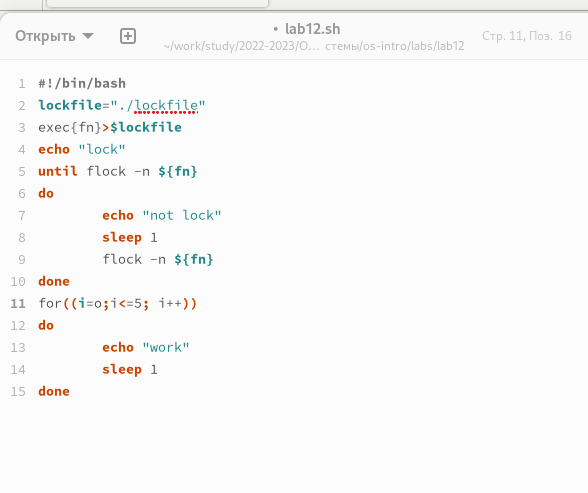 Открыть
• lab12.sh
~/work/study/2022-2023/О... стемы/os-intro/labs/lab12
Стр. 11, Поз. 16
1 #!/bin/bash
2 lockfile="./lockfile"
3 exec{fn}>$lockfile
4 echo "lock"
5 until flock -n ${fn}
6 do
7 echo "not lock"
8 sleep 1
9 flock -n ${fn}
10 done
11 for((i=o;i<=5; i++))
12 do
13 echo "work"
14 sleep 1
15 done